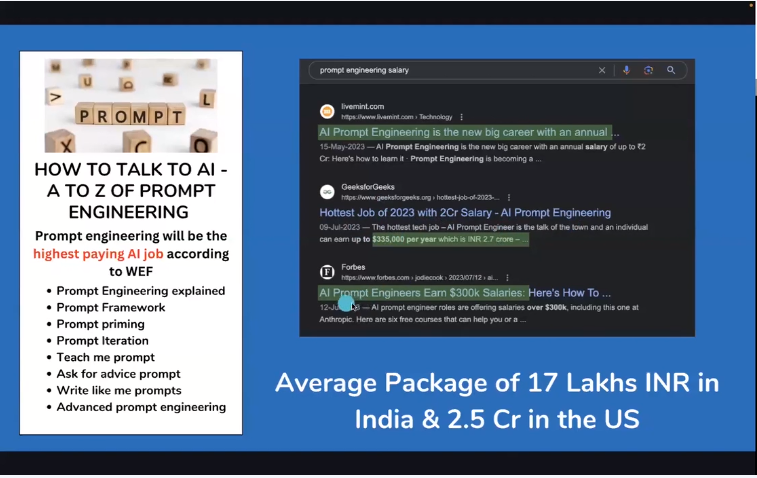 > P R O M P T L
X C O
HOW TO TALK TO AI -
A TO Z OF PROMPT
ENGINEERING
Prompt engineering will be the
highest paying AI job according
to WEF
• Prompt Engineering explained
• Prompt Framework
• Prompt priming
• Prompt Iteration
• Teach me prompt
• Ask for advice prompt
• Write like me prompts
• Advanced prompt engineering
prompt engineering salary
livemint.com
https://www.livemint.com › Technology
AI Prompt Engineering is the new big career with an annual ...
15-May-2023 — AI Prompt Engineering is the new big career with an annual salary of up to ₹2
Cr: Here's how to learn it · Prompt Engineering is becoming a ...
GeeksforGeeks
https://www.geeksforgeeks.org › hottest-job-of-2023-...
Hottest Job of 2023 with 2Cr Salary - AI Prompt Engineering
09-Jul-2023 — The hottest tech job – AI Prompt Engineer is the talk of the town and an individual
can earn up to $335,000 per year which is INR 2.7 crore – ...
Forbes
https://www.forbes.com › jodiecook › 2023/07/12 › ai...
AI Prompt Engineers Earn $300k Salaries: Here's How To ...
— AI prompt engineer roles are offering salaries over $300k, including this one at
Anthropic. Here are six free courses that can help you or a ...
Average Package of 17 Lakhs INR in
India & 2.5 Cr in the US